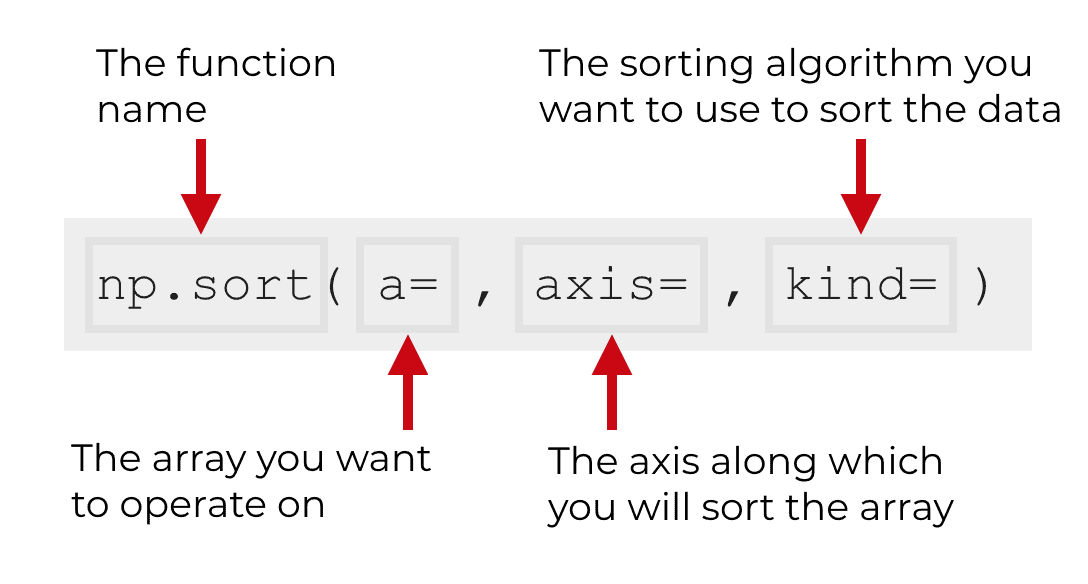 The function
name
The sorting algorithm you
want to use to sort the data
np.sort( a= , axis= , kind= )
The array you want
to operate on
The axis along which
you will sort the array